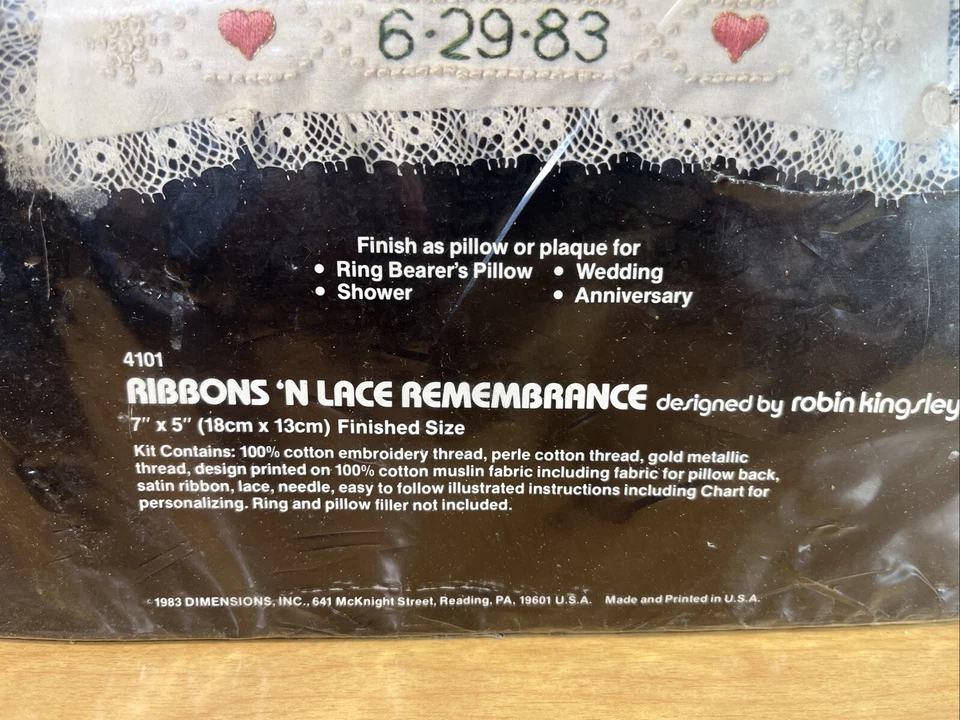 6·29·83
Finish as pillow or plaque for
• Ring Bearer's Pillow • Wedding
• Shower • Anniversary
4101
RIBBONS 'N LACE REMEMBRANCE designed by robin kingsley
7" x 5" (18cm x 13cm) Finished Size
Kit Contains: 100% cotton embroidery thread, perle cotton thread, gold metallic
thread, design printed on 100% cotton muslin fabric including fabric for pillow back,
satin ribbon, lace, needle, easy to follow illustrated instructions including Chart for
personalizing. Ring and pillow filler not included.
©1983 DIMENSIONS, INC., 641 McKnight Street, Reading, PA. 19601 U.S.A. Made and Printed in U.S.A.